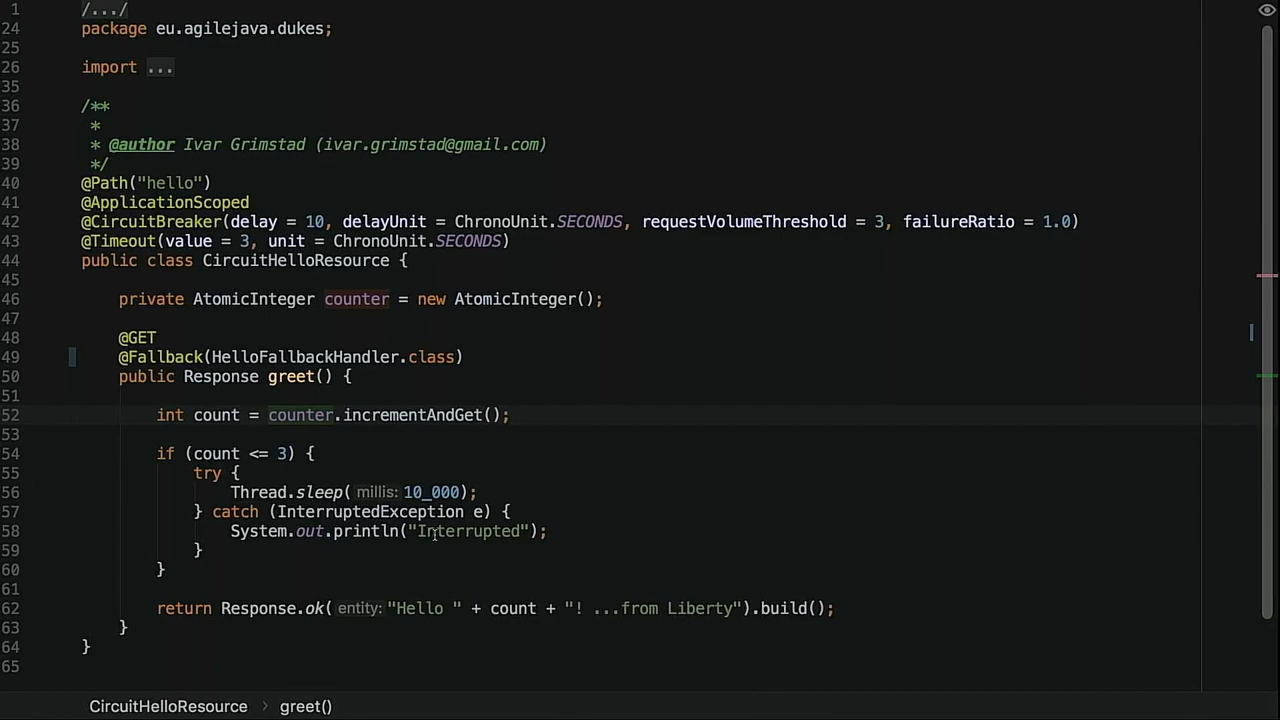 1 /.../
24 package eu.agilejava.dukes;
25
26 import ...
35
36 /**
37 *
38 * @author Ivar Grimstad (ivar.grimstad@gmail.com)
39 */
40 @Path("hello")
41 @ApplicationScoped
42 @CircuitBreaker(delay = 10, delayUnit = ChronoUnit.SECONDS, requestVolumeThreshold = 3, failureRatio = 1.0)
43 @Timeout(value = 3, unit = ChronoUnit.SECONDS)
44 public class CircuitHelloResource {
45
46 private AtomicInteger counter = new AtomicInteger();
47
48 @GET
49 @Fallback(HelloFallbackHandler.class)
50 public Response greet() {
51
52 int count = counter.incrementAndGet();
53
54 if (count <= 3) {
55 try {
56 Thread.sleep( millis: 10_000);
57 } catch (InterruptedException e) {
58 System.out.println("Interrupted");
59 }
60 }
61
62 return Response.ok( entity: "Hello " + count + "! ...from Liberty").build();
63 }
64 }
65
CircuitHelloResource > greet()